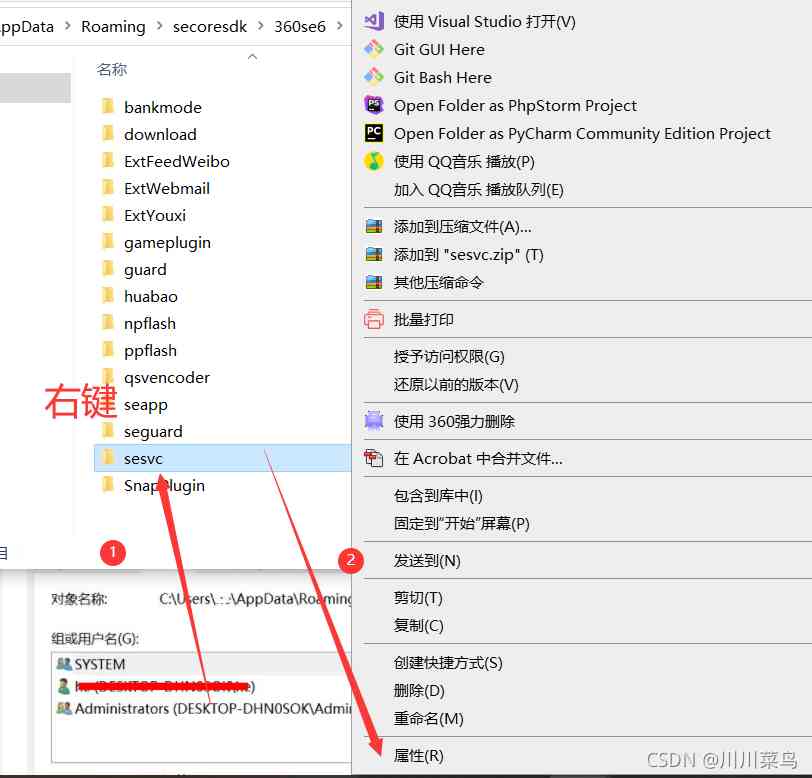 ppData > Roaming > secoresdk > 360se6 >
名称
bankmode
download
ExtFeedWeibo
ExtWebmail
ExtYouxi
gameplugin
guard
huabao
npflash
ppflash
qsvencoder
右键
seapp
seguard
sesvc
SnapPlugin
目
1
2
对象名称: C:\Users\.:.:\AppData\Roaming
组或用户名(G):
SYSTEM
Administrators (DESKTOP-DHN0SOK\Admi
使用 Visual Studio 打开(V)
Git GUI Here
Git Bash Here
Open Folder as PhpStorm Project
Open Folder as PyCharm Community Edition Project
使用 QQ音乐 播放(P)
加入 QQ音乐 播放队列(E)
添加到压缩文件(A)...
添加到 "sesvc.zip" (T)
其他压缩命令
批量打印
授予访问权限(G)
还原以前的版本(V)
使用 360强力删除
在 Acrobat 中合并文件...
包含到库中(I)
固定到“开始”屏幕(P)
发送到(N)
剪切(T)
复制(C)
创建快捷方式(S)
删除(D)
重命名(M)
属性(R)
CSDN @川川菜鸟